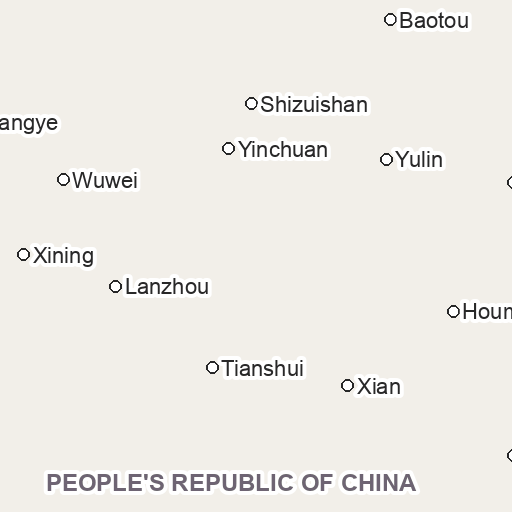 Baotou
Shizuishan
angye
Yinchuan
Yulin
Wuwei
Xining
Lanzhou
Houm
Tianshui
Xian
PEOPLE'S REPUBLIC OF CHINA